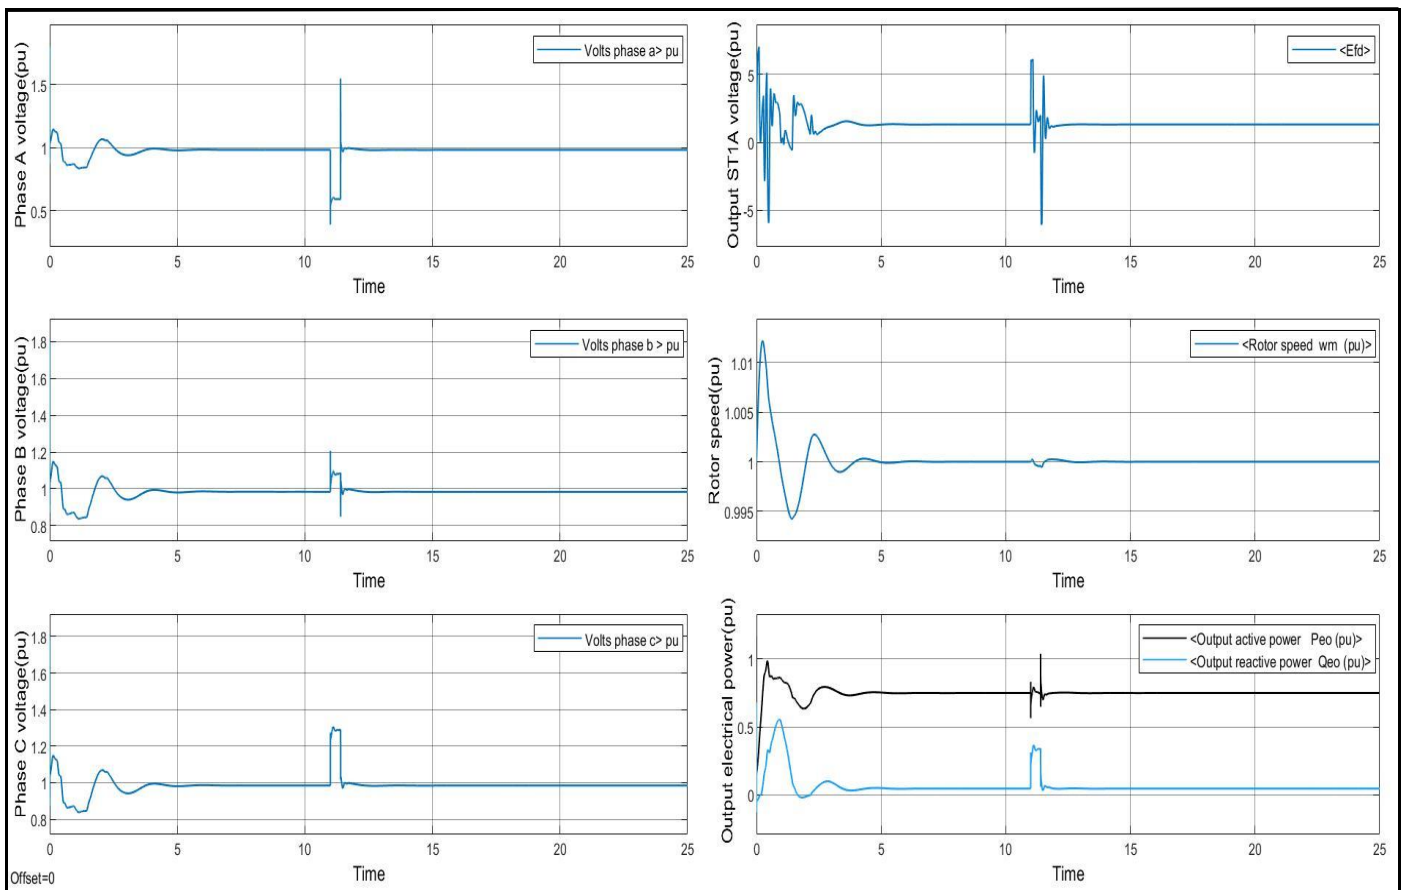 Phase A voltage(pu)
1.5
1
0.5
Volts phase a> pu
0 5 10 15 20 25
Time
Output ST1A voltage(pu)
5
0
-5
<Efd>
0 5 10 15 20 25
Time
Phase B voltage(pu)
1.8
1.6
1.4
1.2
1
0.8
Volts phase b > pu
0 5 10 15 20 25
Time
Rotor speed(pu)
1.01
1.005
1
0.995
<Rotor speed wm (pu)>
0 5 10 15 20 25
Time
Phase C voltage(pu)
1.8
1.6
1.4
1.2
1
0.8
Volts phase c> pu
0 5 10 15 20 25
Time
Output electrical power(pu)
1
0.5
0
<Output active power Peo (pu)>
<Output reactive power Qeo (pu)>
0 5 10 15 20 25
Time
Offset=0